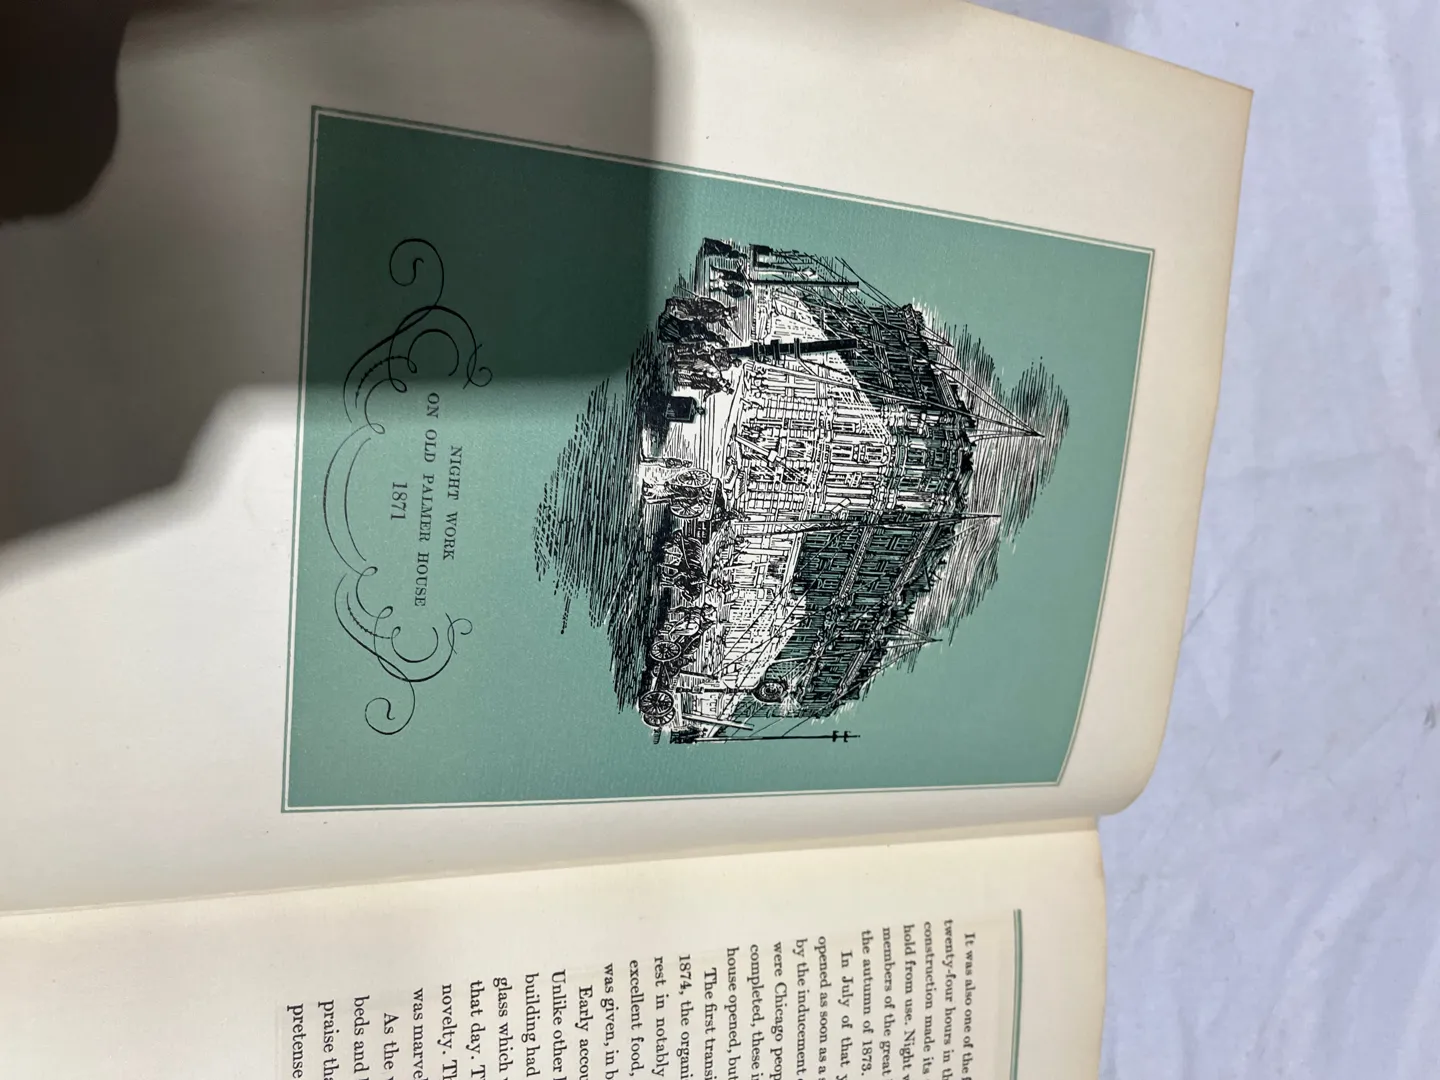 NIGHT WORK
ON OLD PALMER HOUSE
1871
It was also one of the
twenty-four hours in th
construction made its
hold from use. Night
members of the great
the autumn of 1873.
In July of that
opened as soon as a
by the inducement
were Chicago peop
completed, these i
house opened, but
The first transi
1874, the organi
rest in notably
excellent food,
was given, in b
Early accou
Unlike other
building had
glass which
that day. T
novelty. Th
was marve
As the
beds and
praise tha
pretense